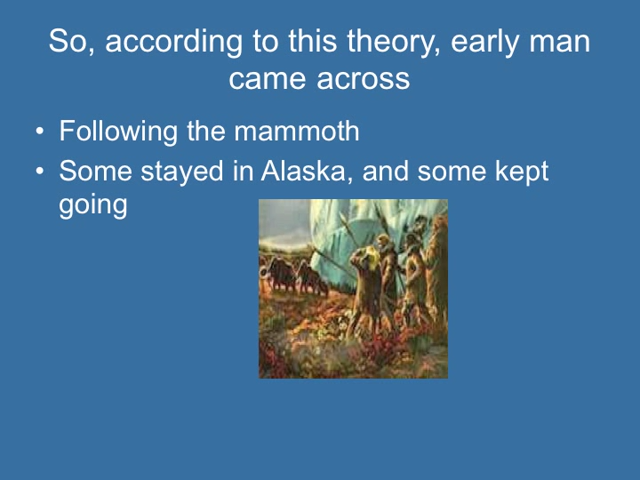 So, according to this theory, early man
came across
• Following the mammoth
• Some stayed in Alaska, and some kept
going